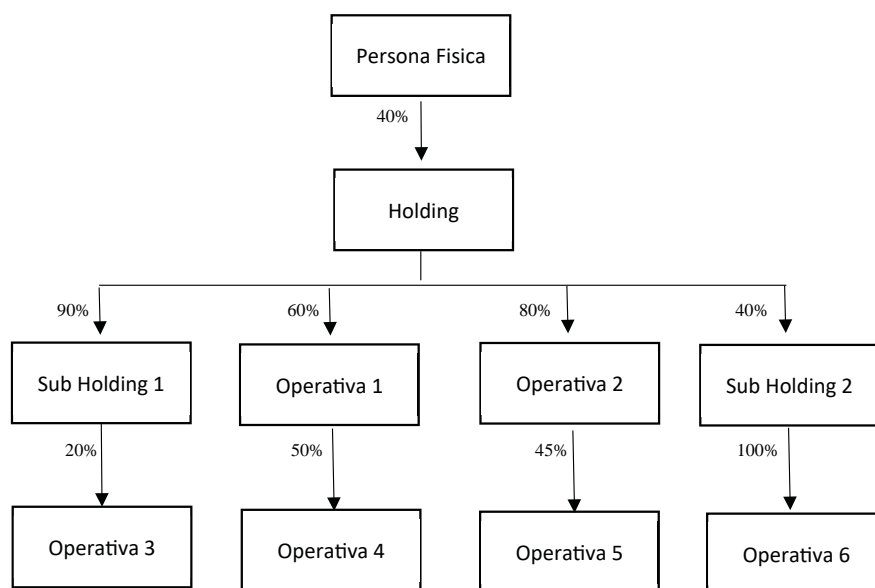 Persona Fisica
40%
Holding
90%
60%
80%
40%
Sub Holding 1
Operativa 1
Operativa 2
Sub Holding 2
20%
50%
45%
100%
Operativa 3
Operativa 4
Operativa 5
Operativa 6